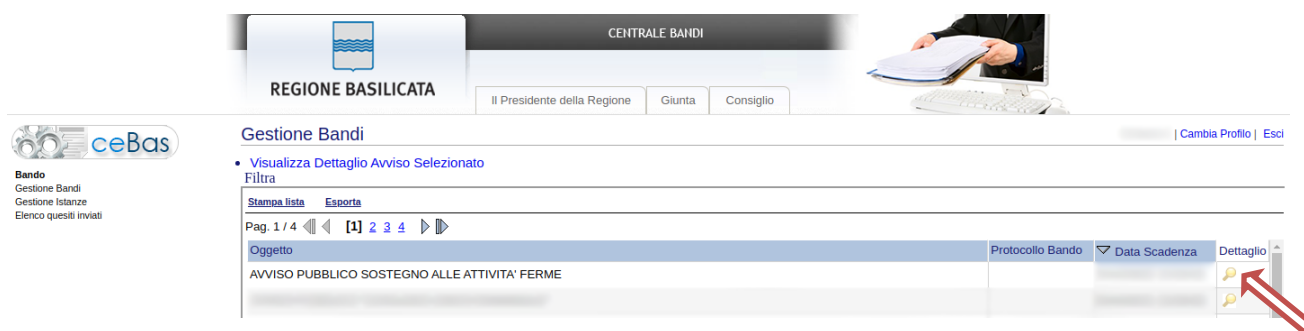 CENTRALE BANDI
REGIONE BASILICATA
Il Presidente della Regione Giunta Consiglio
ceBas
Gestione Bandi
| Cambia Profilo | Esci
Visualizza Dettaglio Avviso Selezionato
Filtra
Bando
Gestione Bandi
Gestione Istanze
Elenco quesiti inviati
Stampa lista Esporta
Pag. 1 / 4 [1] 2 3 4
Oggetto Protocollo Bando Data Scadenza Dettaglio
AVVISO PUBBLICO SOSTEGNO ALLE ATTIVITA' FERME